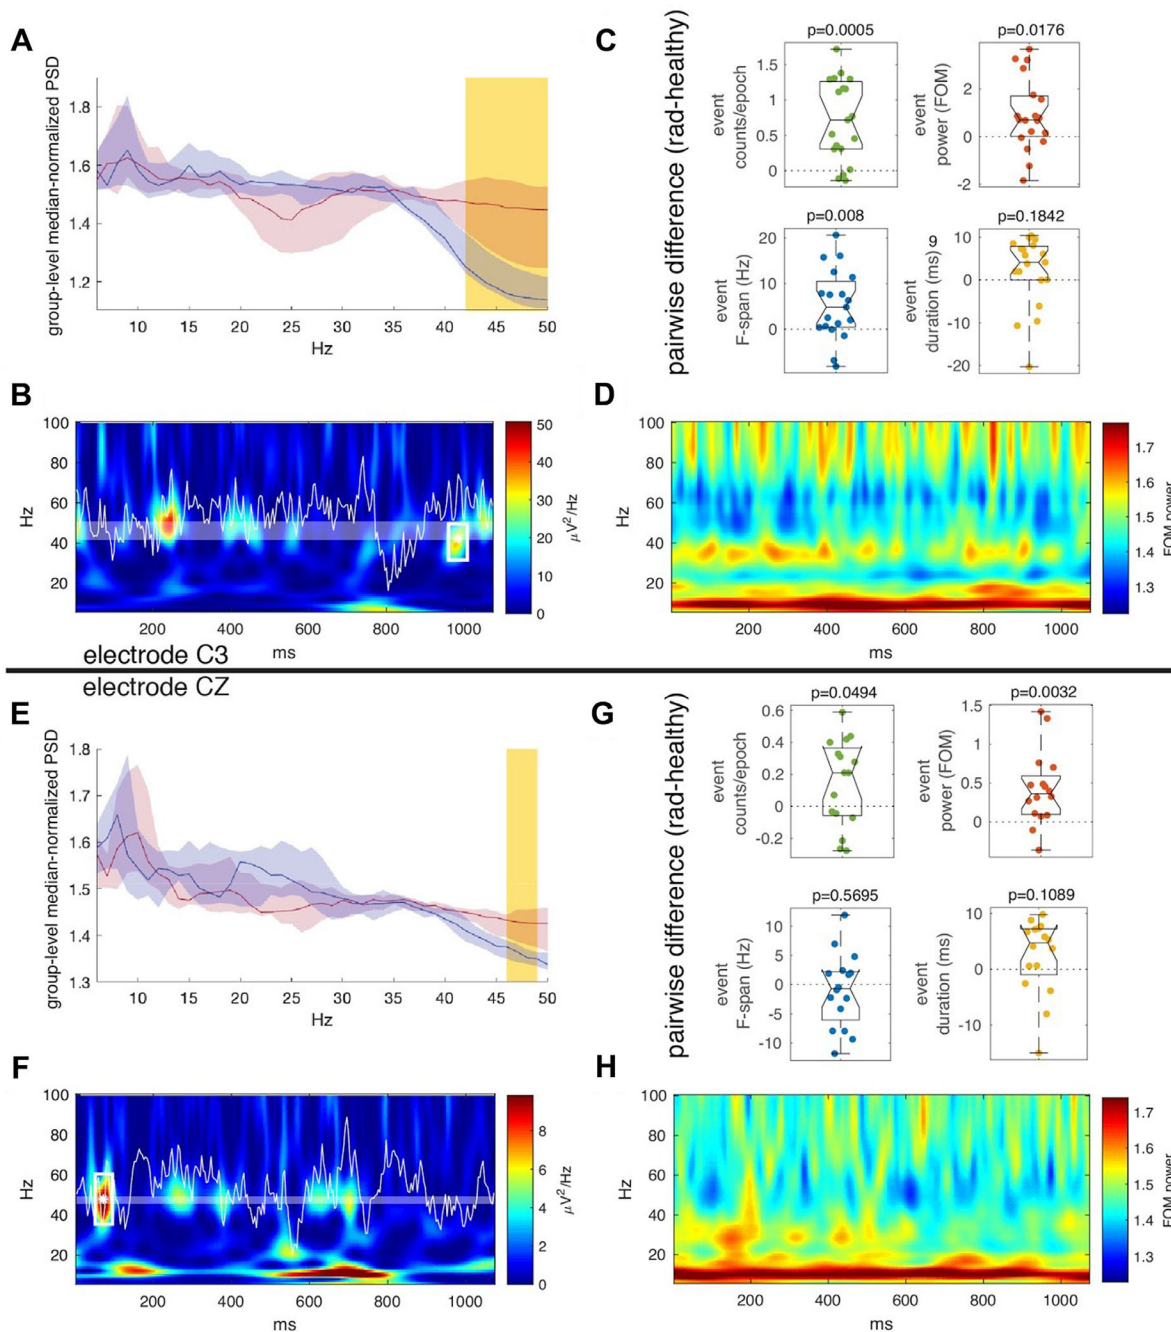 A
group-level median-normalized PSD
1.8
1.6
1.4
1.2
10 15 20 25 30 35 40 45 50
Hz
C
pairwise difference (rad-healthy)
p=0.0005
event
counts/epoch
1.5
1
0.5
0
p=0.0176
event
power (FOM)
2
0
-2
p=0.008
event
F-span (Hz)
20
10
0
p=0.1842
event
duration (ms)
10
0
-10
-20
B
Hz
100
80
60
40
20
200 400 600 800 1000
ms
50
40
30
20
10
0
μV²/Hz
D
Hz
100
80
60
40
20
200 400 600 800 1000
ms
1.7
1.6
1.5
1.4
1.3
FOM power
electrode C3
electrode CZ
E
group-level median-normalized PSD
1.8
1.7
1.6
1.5
1.4
1.3
10 15 20 25 30 35 40 45 50
Hz
G
pairwise difference (rad-healthy)
p=0.0494
event
counts/epoch
0.6
0.4
0.2
0
-0.2
p=0.0032
event
power (FOM)
1.5
1
0.5
0
p=0.5695
event
F-span (Hz)
10
5
0
-5
-10
p=0.1089
event
duration (ms)
10
0
-10
F
Hz
100
80
60
40
20
200 400 600 800 1000
ms
8
6
4
2
0
μV²/Hz
H
Hz
100
80
60
40
20
200 400 600 800 1000
ms
1.7
1.6
1.5
1.4
1.3
FOM power